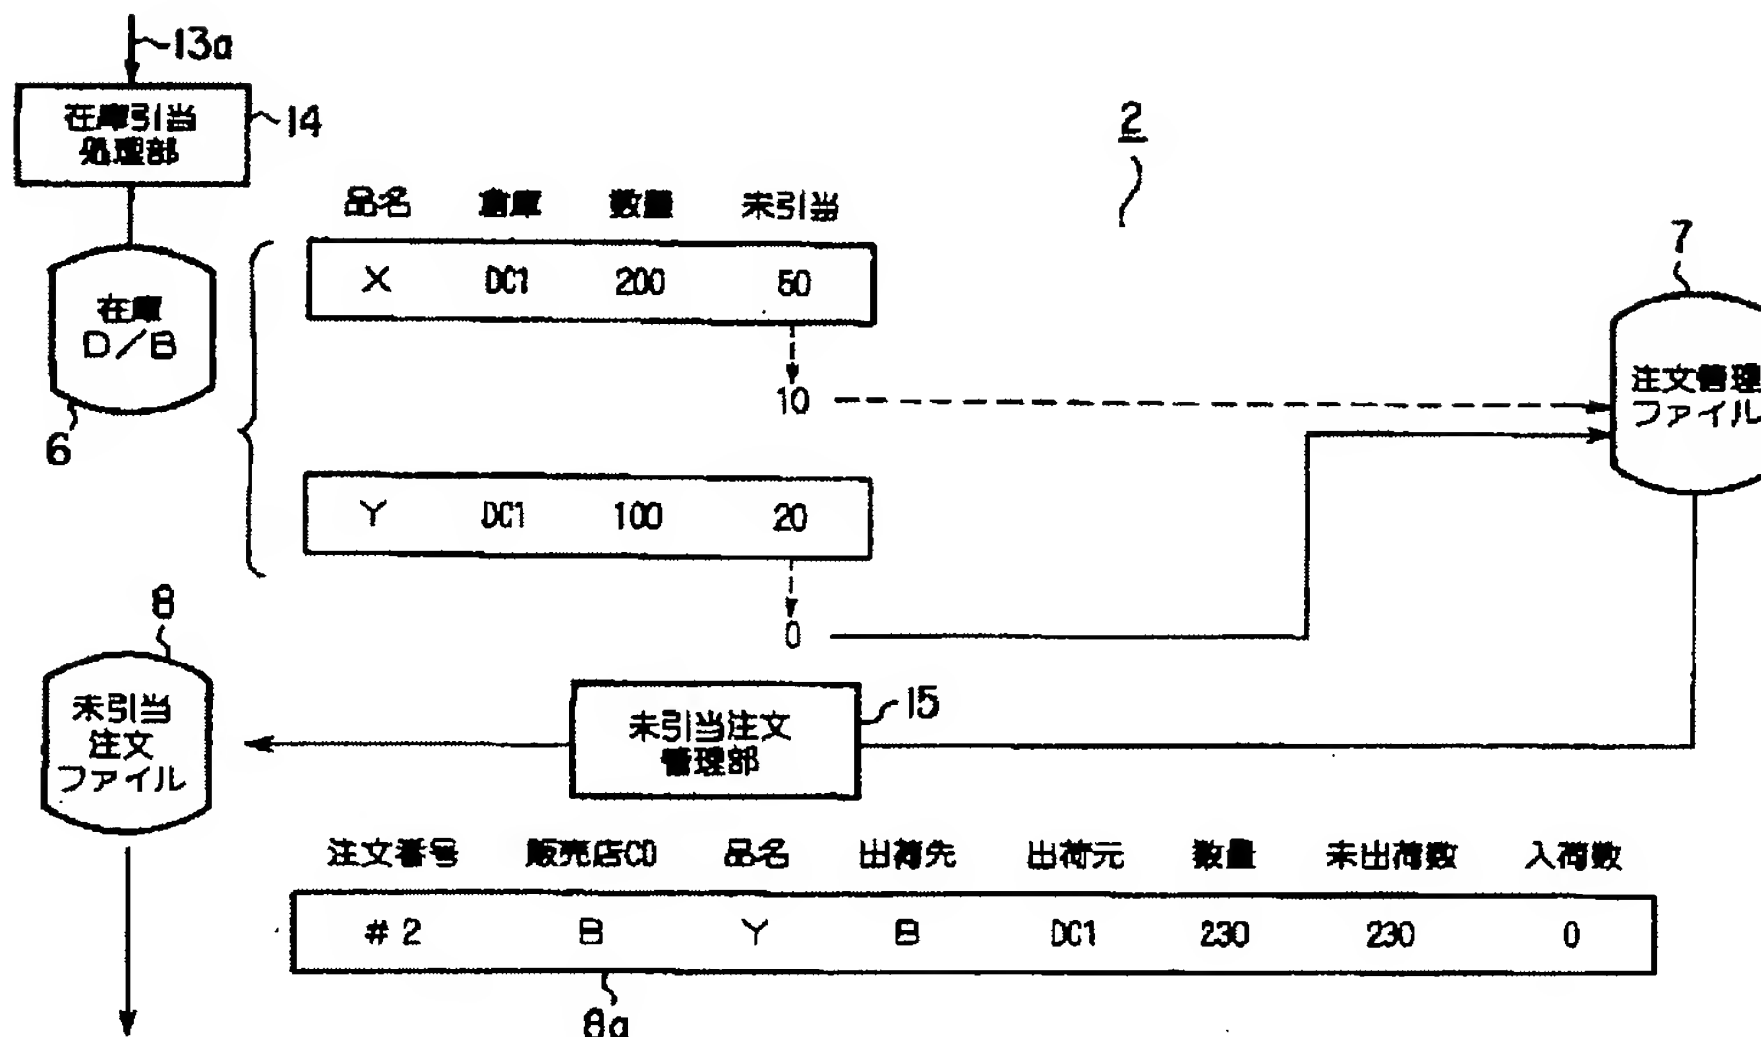 13a
在庫引当
処理部
14
2
品名 倉庫 数量 未引当
X DC1 200 50
7
在庫
D/B
10
注文管理
ファイル
6
Y DC1 100 20
8
0
未引当
注文
ファイル
未引当注文
管理部
15
注文番号 販売店CD 品名 出荷先 出荷元 数量 未出荷数 入荷数
#2 B Y B DC1 230 230 0
8a